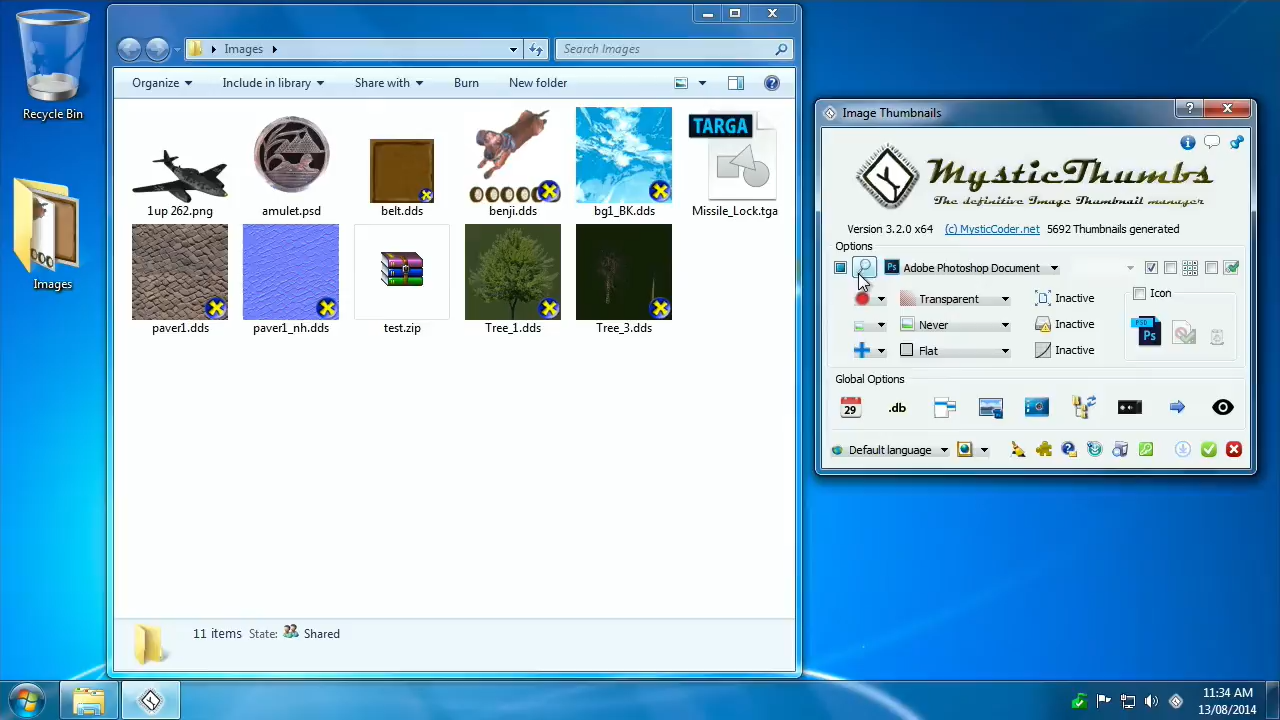 Recycle Bin
Images
Images
Search Images
Organize
Include in library
Share with
Burn
New folder
TARGA
1up 262.png
amulet.psd
belt.dds
benji.dds
bg1_BK.dds
Missile_Lock.tga
paver1.dds
paver1_nh.dds
test.zip
Tree_1.dds
Tree_3.dds
11 items State: Shared
Image Thumbnails
MysticThumbs
The definitive Image Thumbnail manager
Version 3.2.0 x64 (c) MysticCoder.net 5692 Thumbnails generated
Options
Ps Adobe Photoshop Document
Transparent Inactive
Icon
Never Inactive
PSD
Ps
Flat Inactive
Global Options
29 .db
Default language
11:34 AM
13/08/2014